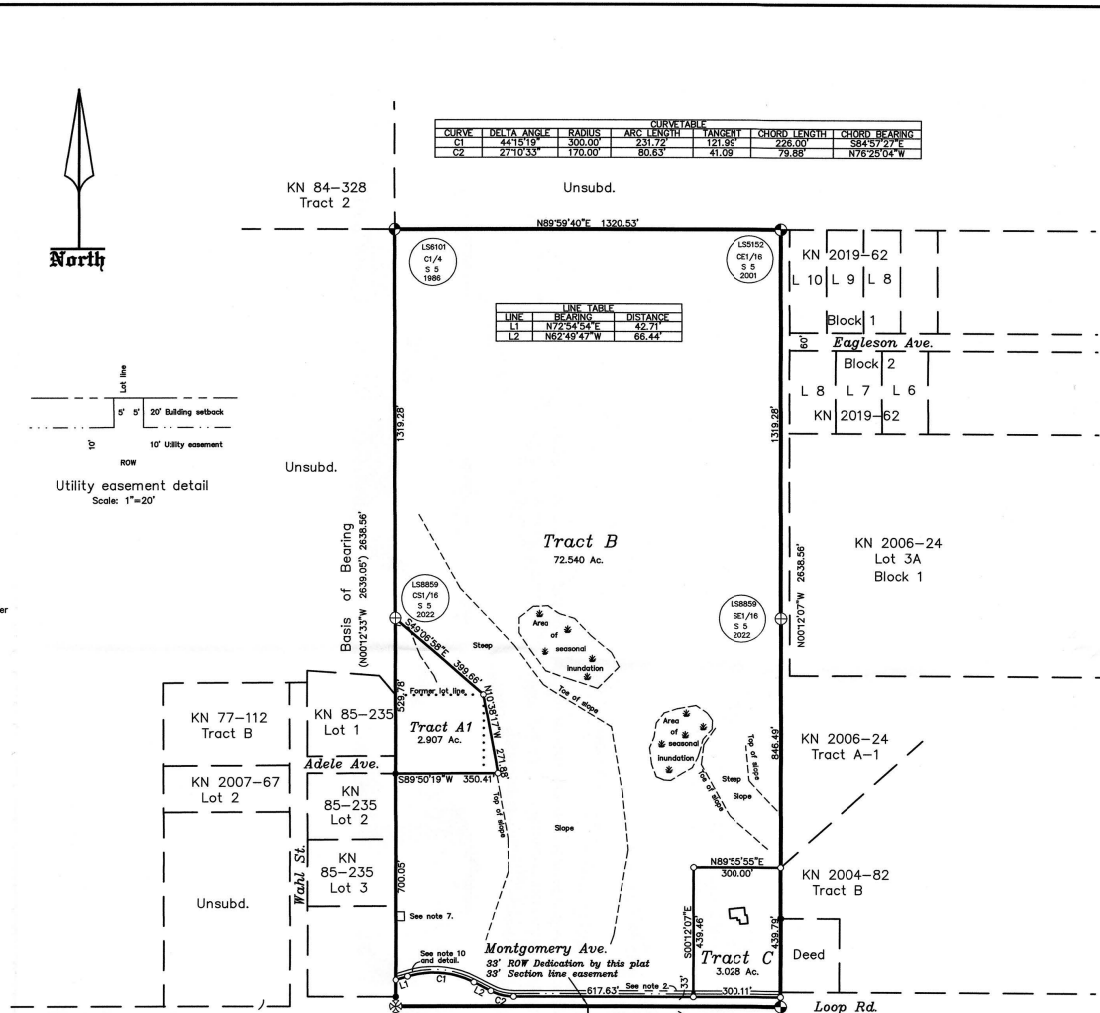 CURVETABLE
CURVE DELTA ANGLE RADIUS ARC LENGTH TANGENT CHORD LENGTH CHORD BEARING
C1 44°15'19" 300.00' 231.72' 121.95' 226.00' S84°57'27"E
C2 27°10'33" 170.00' 80.63' 41.09 79.88' N76°25'04"W
KN 84-328
Tract 2
Unsubd.
North
N89°59'40"E 1320.53'
LS6101
C1/4
S 5
1986
LS5152
CE1/16
S 5
2001
KN 2019-62
L 10 L 9 L 8
Block 1
60'
Eagleson Ave.
Block 2
L 8 L 7 L 6
KN 2019-62
LINE TABLE
LINE BEARING DISTANCE
L1 N72°54'54"E 42.71'
L2 N62°49'47"W 66.44'
Lot line
5' 5' 20' Building setback
10' 10' Utility easement
ROW
Utility easement detail
Scale: 1"=20'
1319.28'
1319.28'
Unsubd.
Basis of Bearing
(N00°12'33"W 2639.05') 2638.56'
Tract B
72.540 Ac.
KN 2006-24
Lot 3A
Block 1
N00°12'07"W 2638.56'
er
LS8859
CS1/16
S 5
2022
LS8859
SE1/16
S 5
2022
S49°06'58"E 399.66'
Steep
Area
of
seasonal
inundation
Toe of slope
529.78'
Former lot line
N10°38'17"W 271.88'
Tract A1
2.907 Ac.
KN 77-112
Tract B
KN 85-235
Lot 1
Adele Ave.
S89°50'19"W 350.41'
KN 2007-67
Lot 2
KN
85-235
Lot 2
Top of slope
Slope
Area
of
seasonal
inundation
Toe of slope
Top of slope
Steep
Slope
846.49'
KN 2006-24
Tract A-1
KN
85-235
Lot 3
Wahl St.
Unsubd.
700.05'
See note 7.
N89°55'55"E
300.00'
KN 2004-82
Tract B
S00°12'07"E
439.46'
439.79'
Tract C
3.028 Ac.
Deed
See note 10
and detail.
Montgomery Ave.
33' ROW Dedication by this plat
33' Section line easement
L1 C1 L2 C2
617.63' See note 2. 33' 300.11'
Loop Rd.